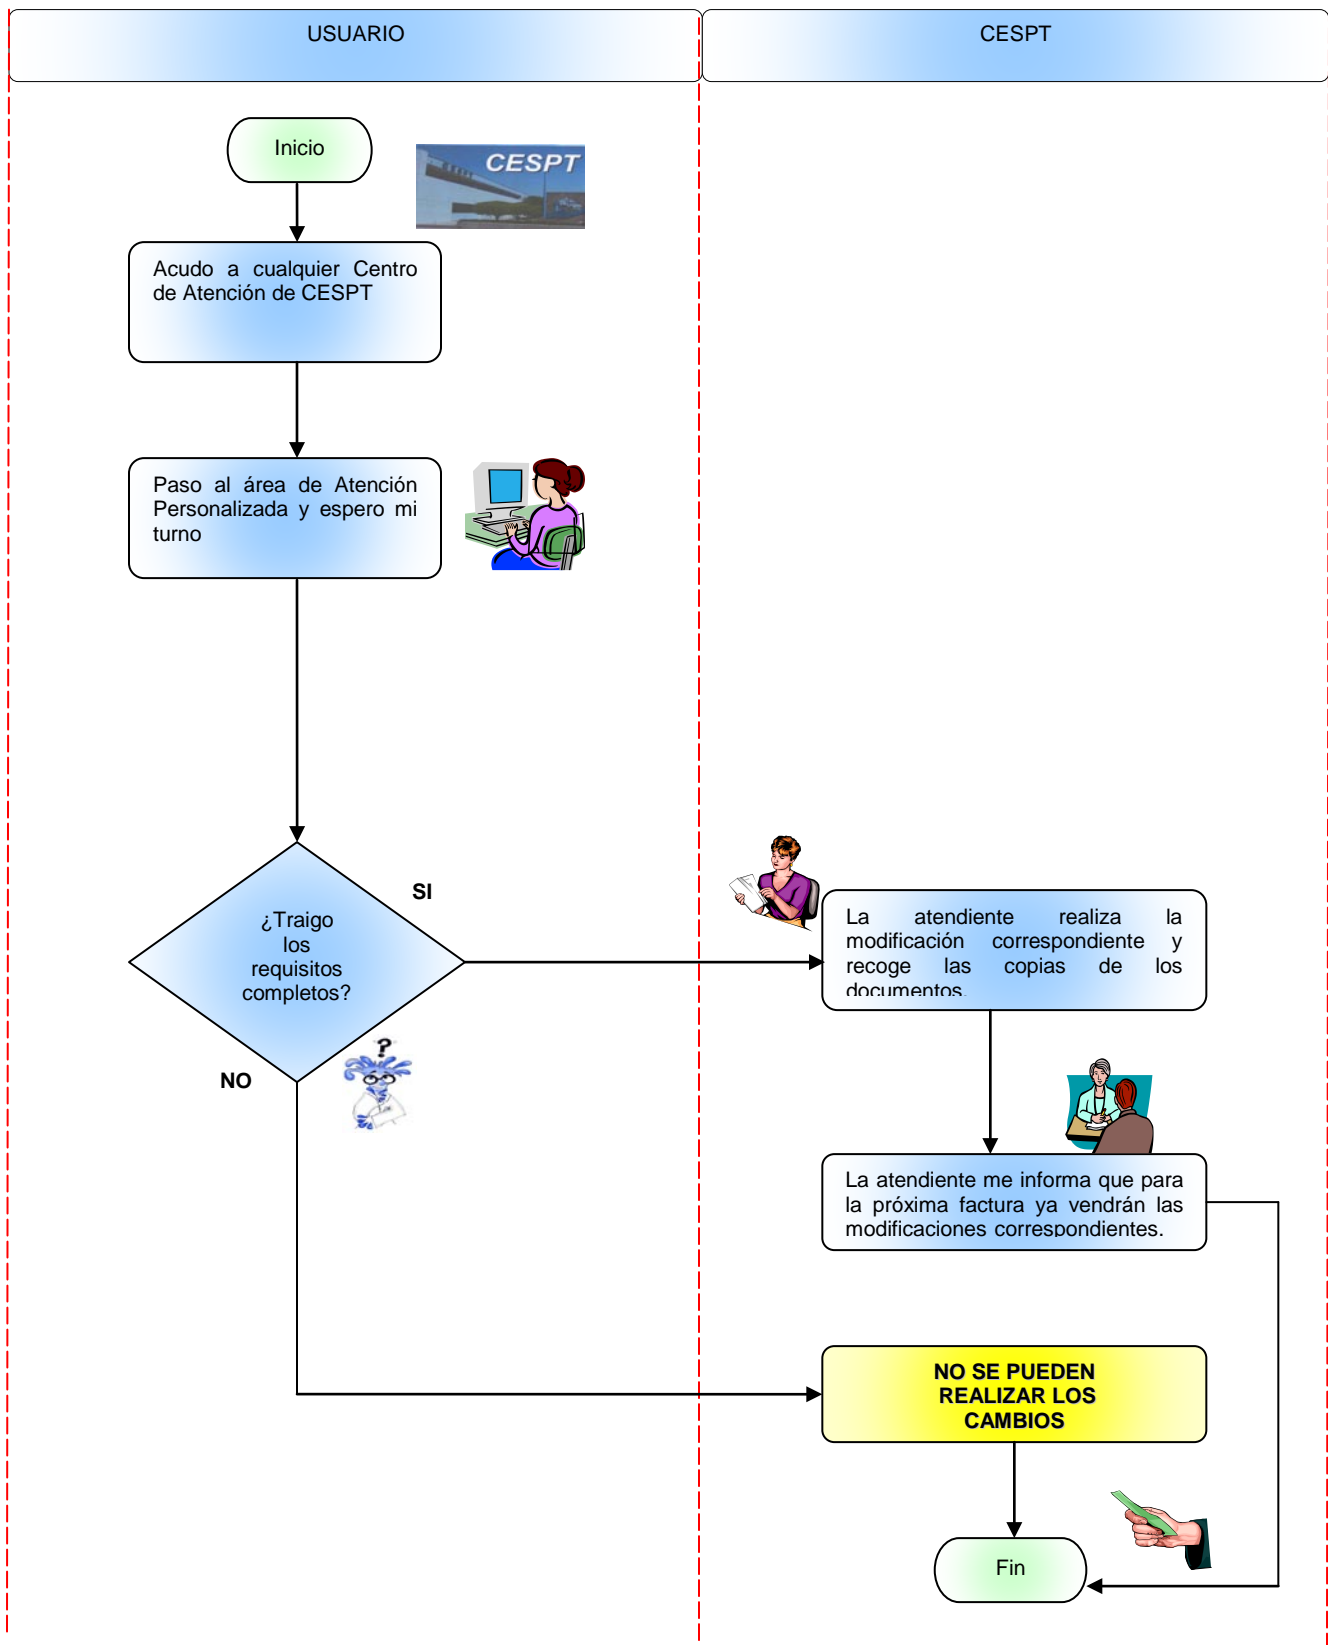 USUARIO
CESPT
Inicio
CESPT
Acudo a cualquier Centro
de Atención de CESPT
Paso al área de Atención
Personalizada y espero mi
turno
¿Traigo
los
requisitos
completos?
SI
NO
?
La atendiente realiza la
modificación correspondiente y
recoge las copias de los
documentos.
La atendiente me informa que para
la próxima factura ya vendrán las
modificaciones correspondientes.
NO SE PUEDEN
REALIZAR LOS
CAMBIOS
Fin